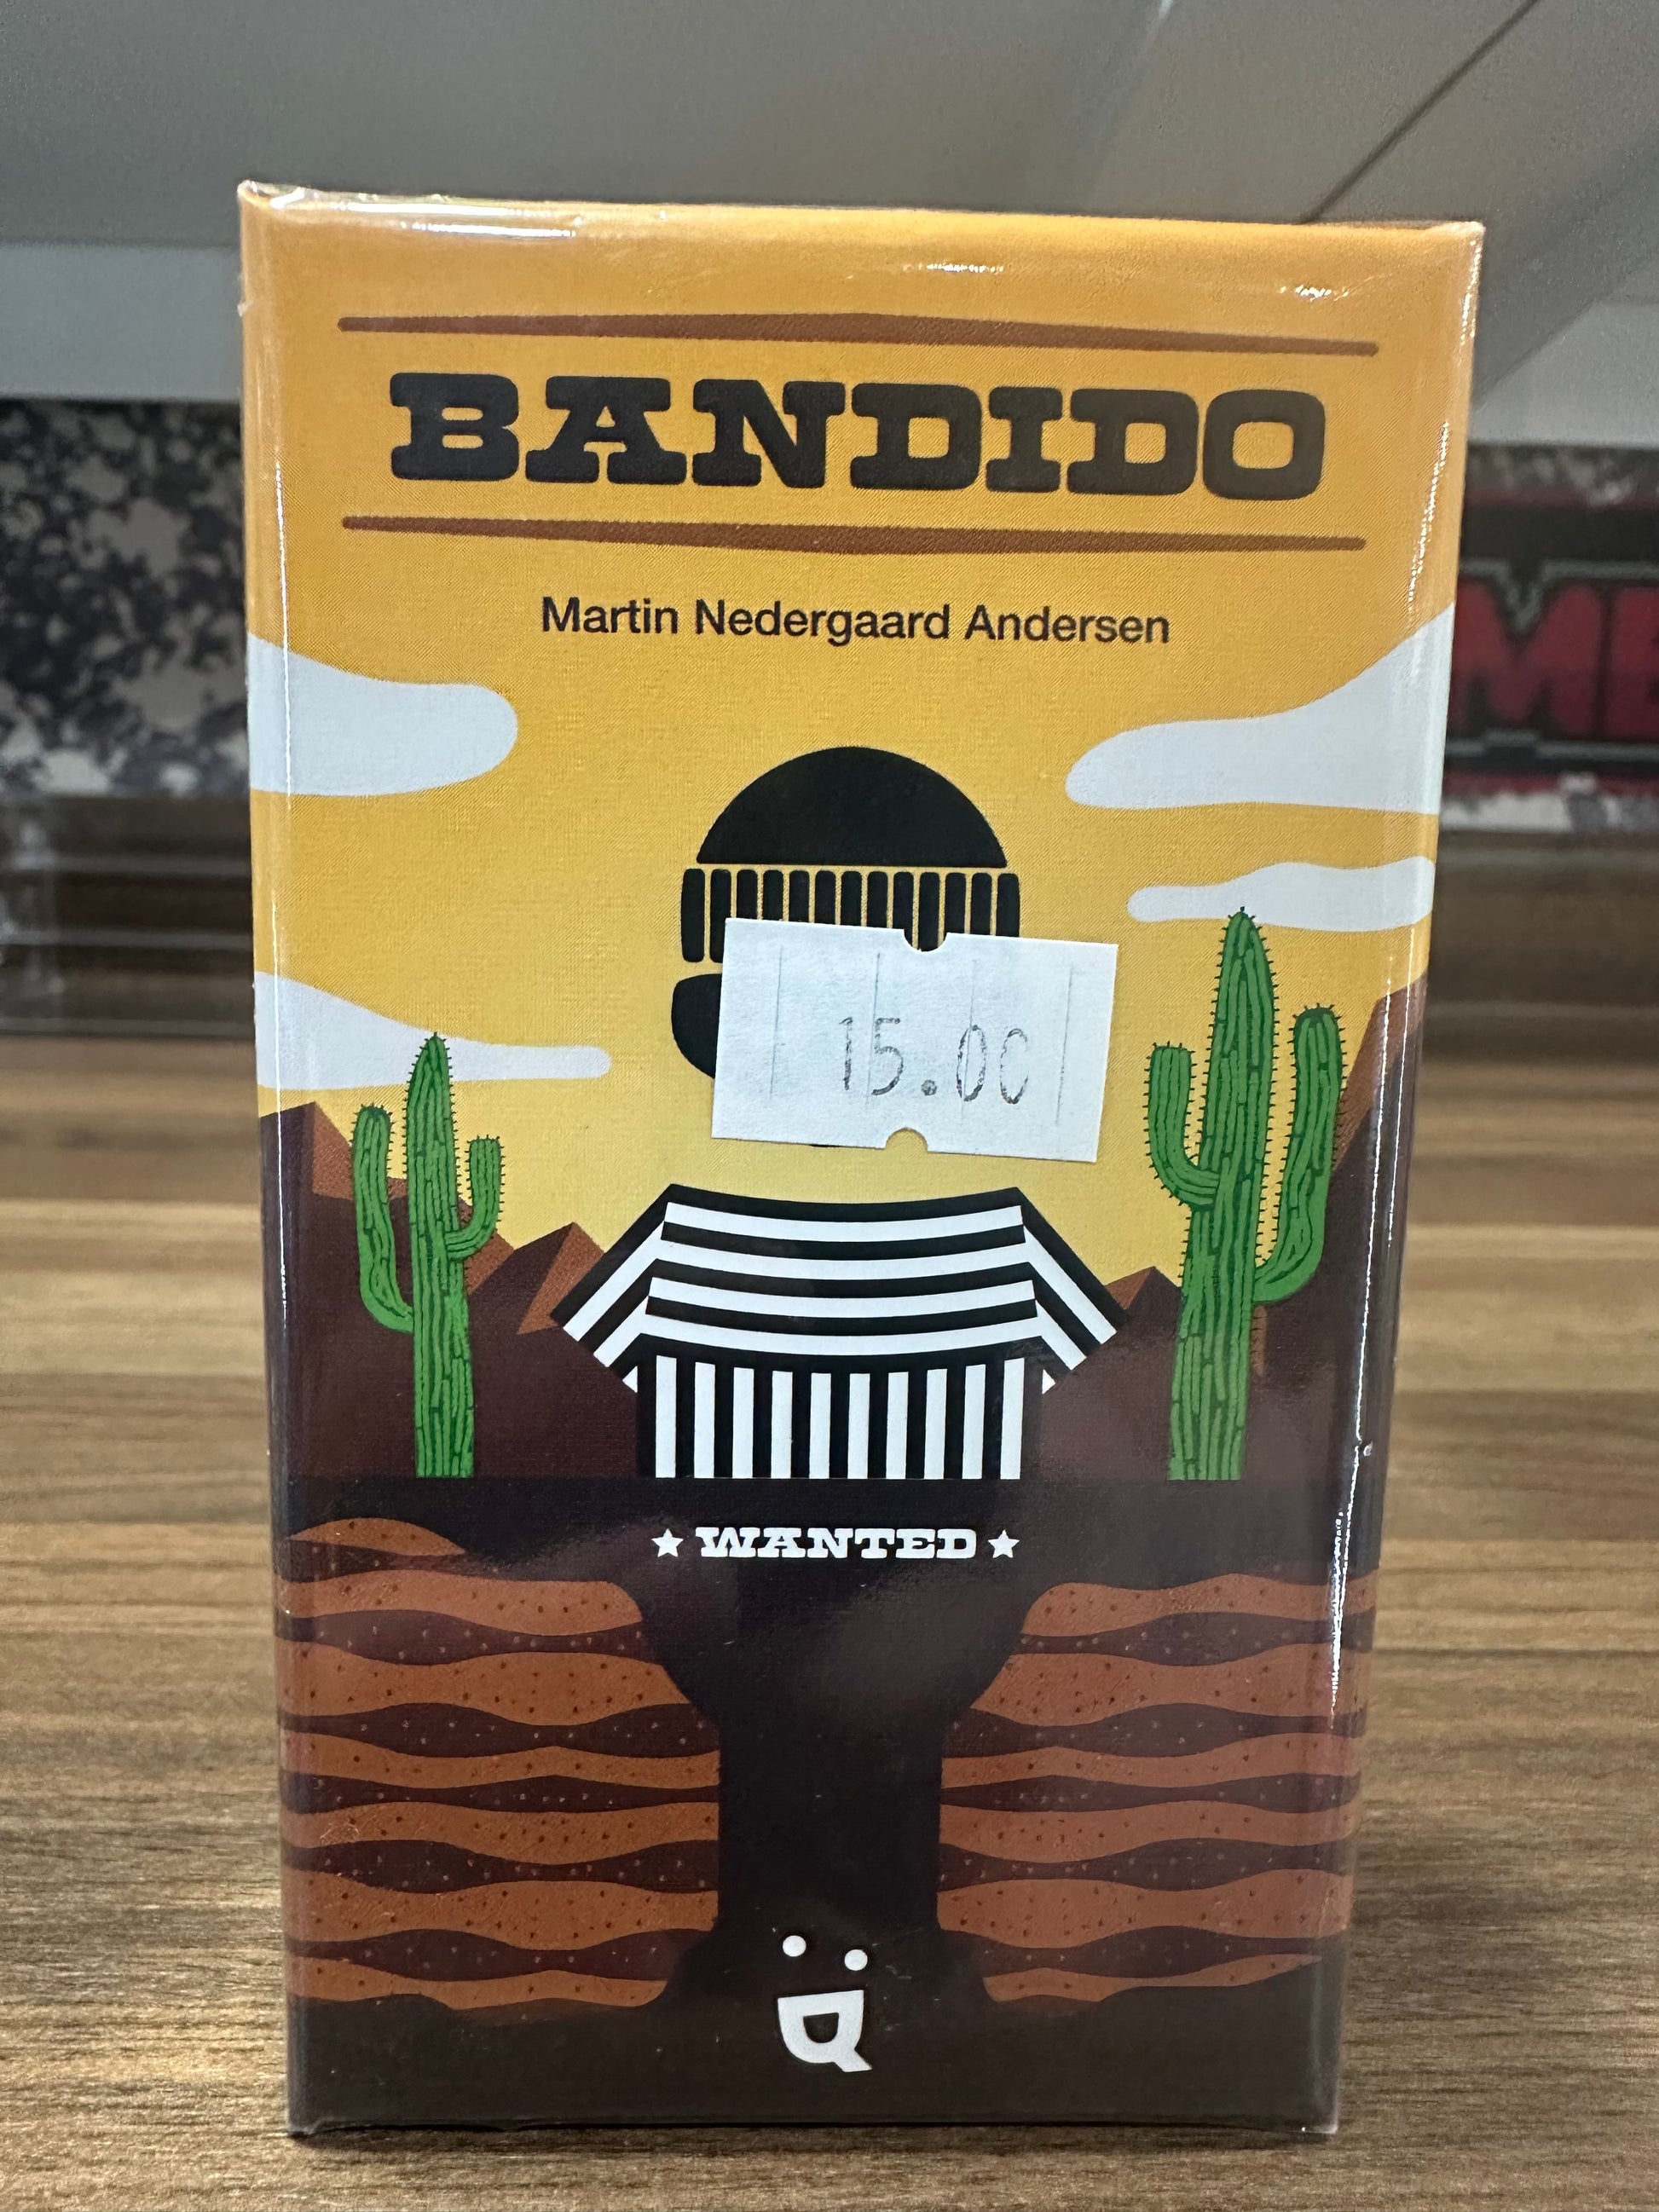 BANDIDO
Martin Nedergaard Andersen
15.00
★ WANTED ★